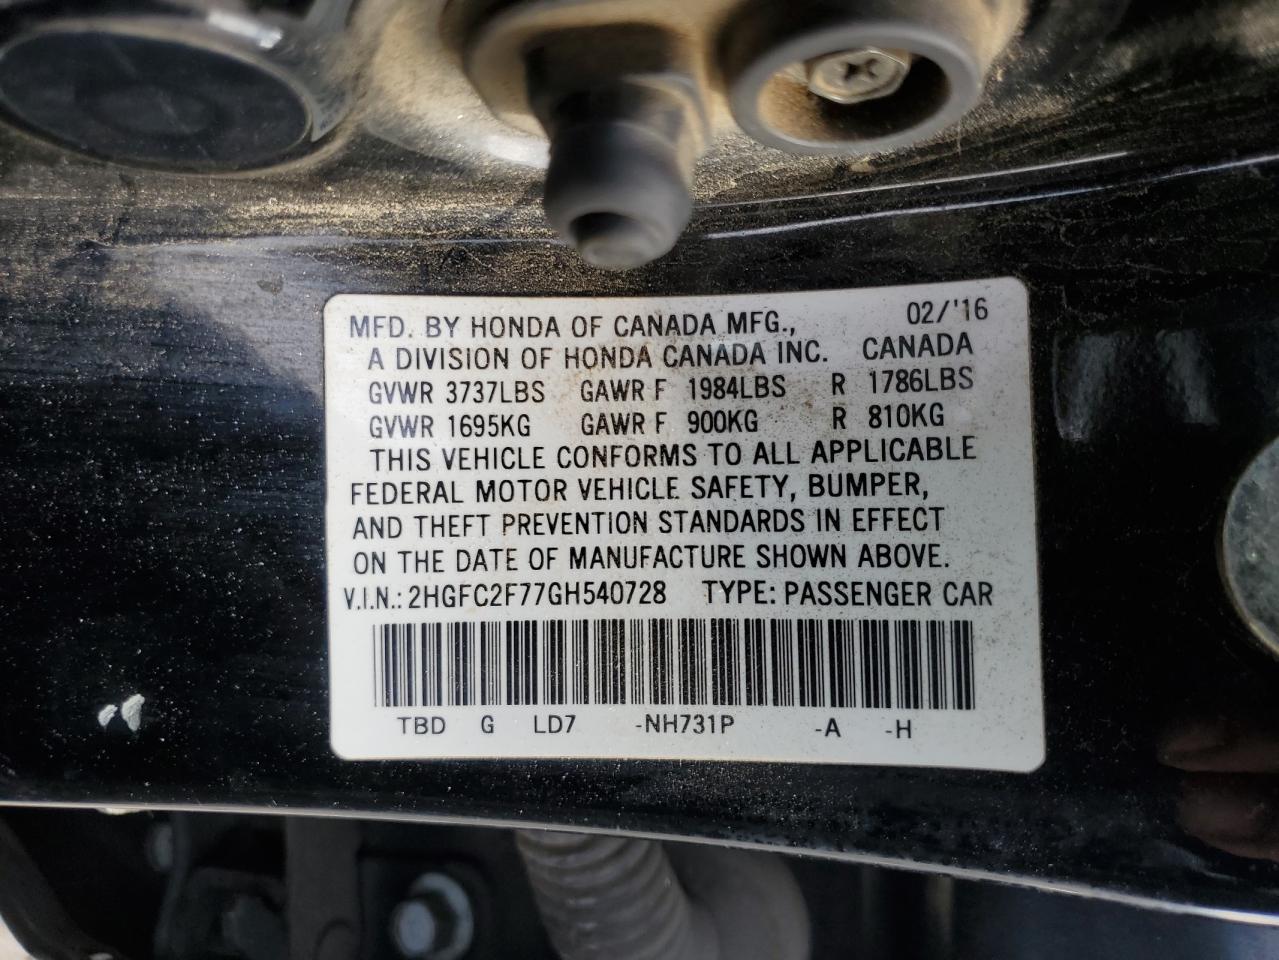 MFD. BY HONDA OF CANADA MFG., 02/'16
A DIVISION OF HONDA CANADA INC. CANADA
GVWR 3737LBS GAWR F 1984LBS R 1786LBS
GVWR 1695KG GAWR F 900KG R 810KG
THIS VEHICLE CONFORMS TO ALL APPLICABLE
FEDERAL MOTOR VEHICLE SAFETY, BUMPER,
AND THEFT PREVENTION STANDARDS IN EFFECT
ON THE DATE OF MANUFACTURE SHOWN ABOVE.
V.I.N.: 2HGFC2F77GH540728 TYPE: PASSENGER CAR
TBD G LD7 -NH731P -A -H